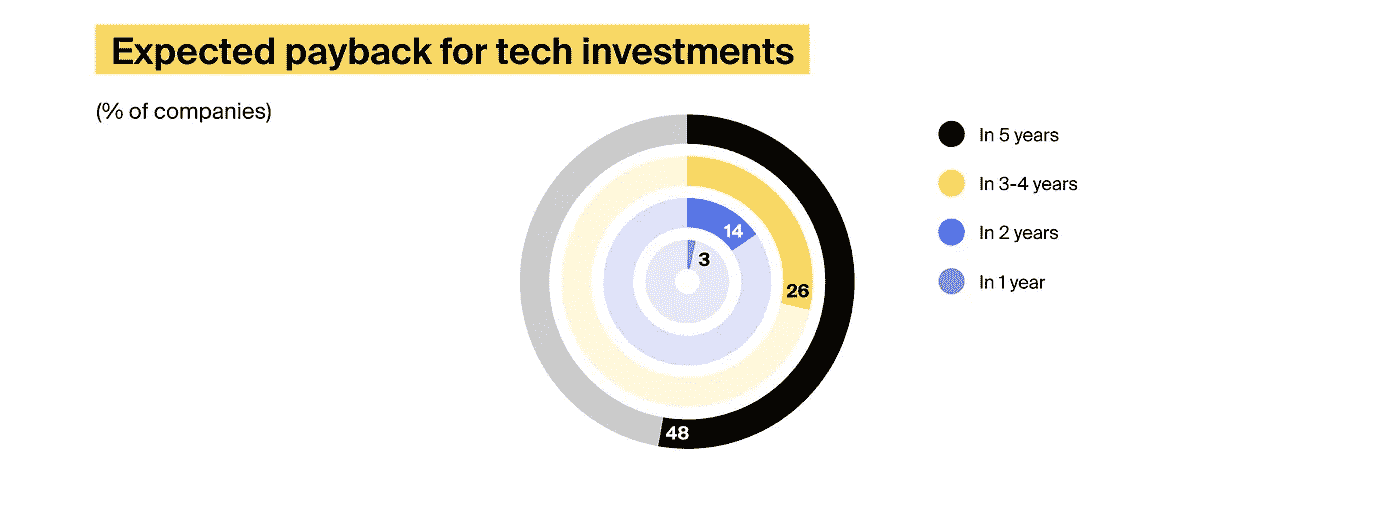 Expected payback for tech investments
(% of companies)
In 5 years
In 3-4 years
In 2 years
In 1 year
14
3
26
48